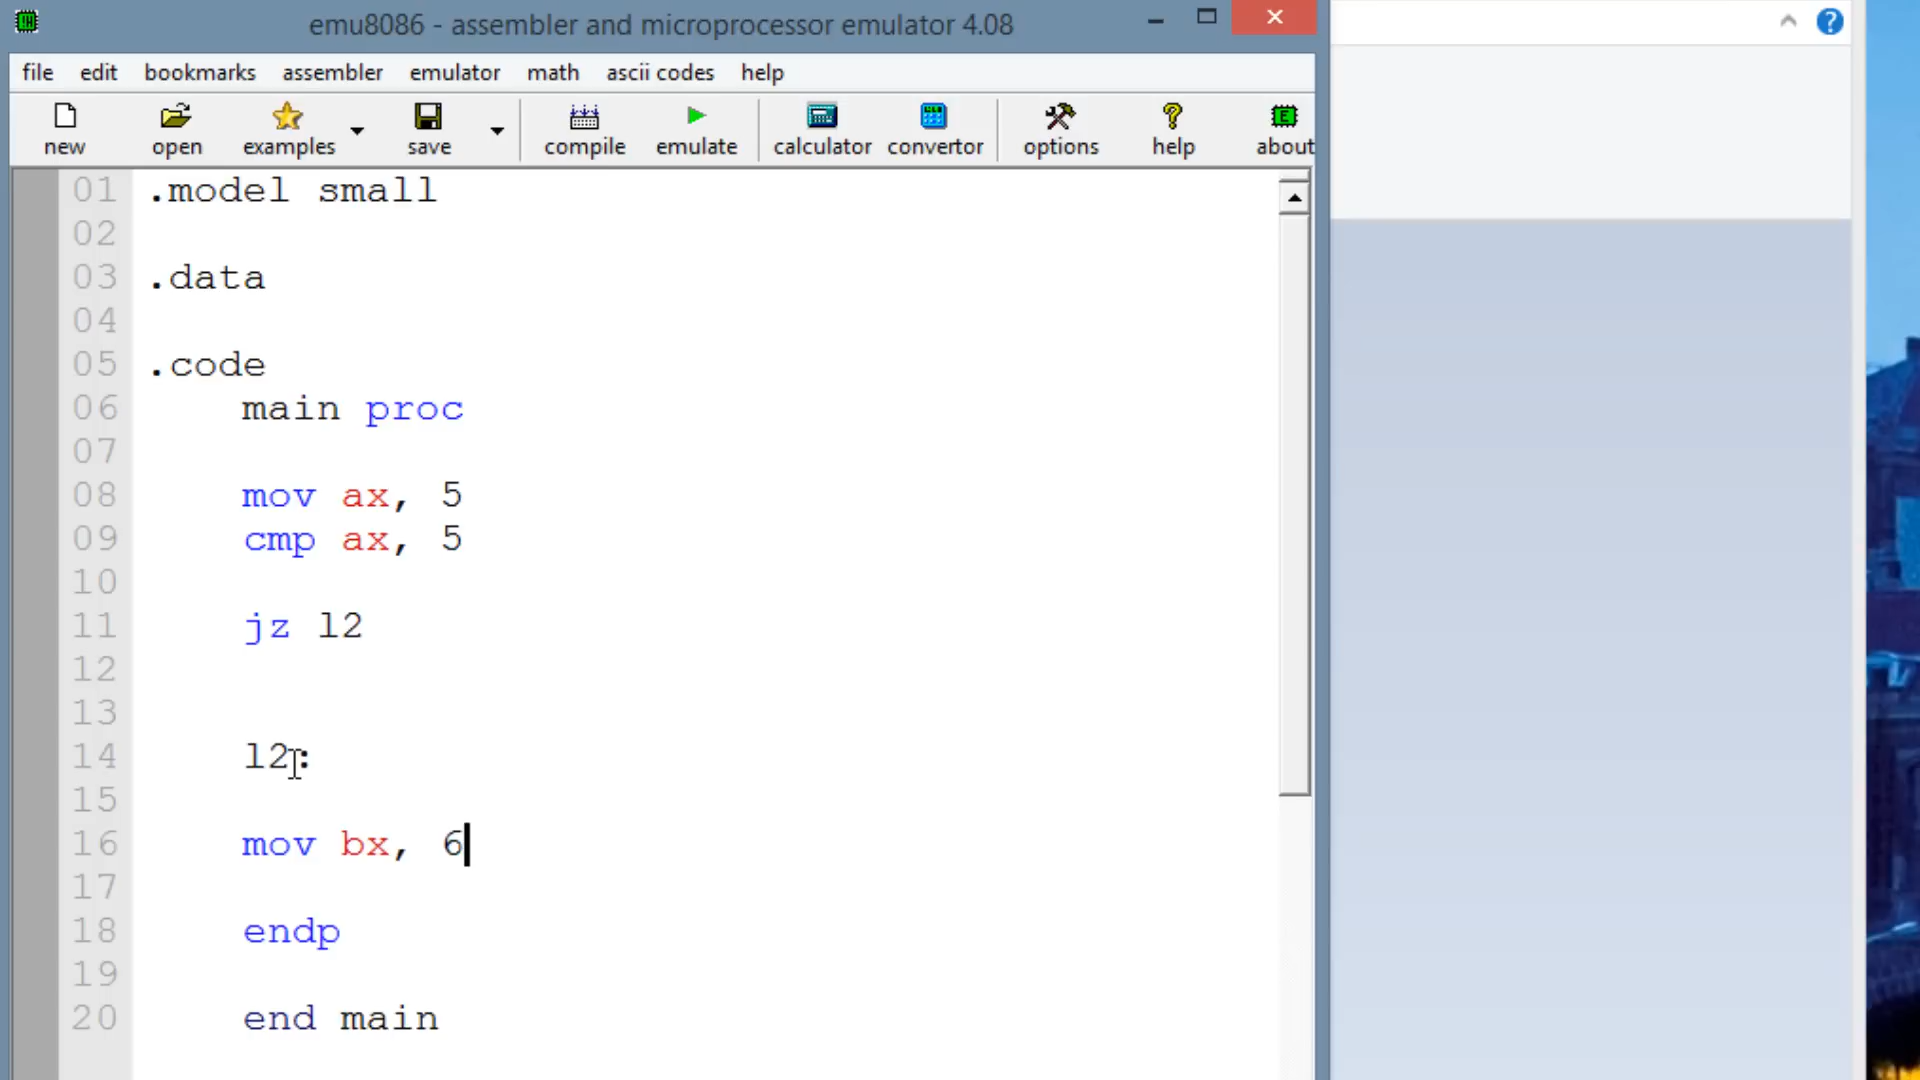 emu8086 - assembler and microprocessor emulator 4.08
file edit bookmarks assembler emulator math ascii codes help
new open examples save compile emulate calculator convertor options help about
01 .model small
02
03 .data
04
05 .code
06 main proc
07
08 mov ax, 5
09 cmp ax, 5
10
11 jz l2
12
13
14 l2:
15
16 mov bx, 6
17
18 endp
19
20 end main